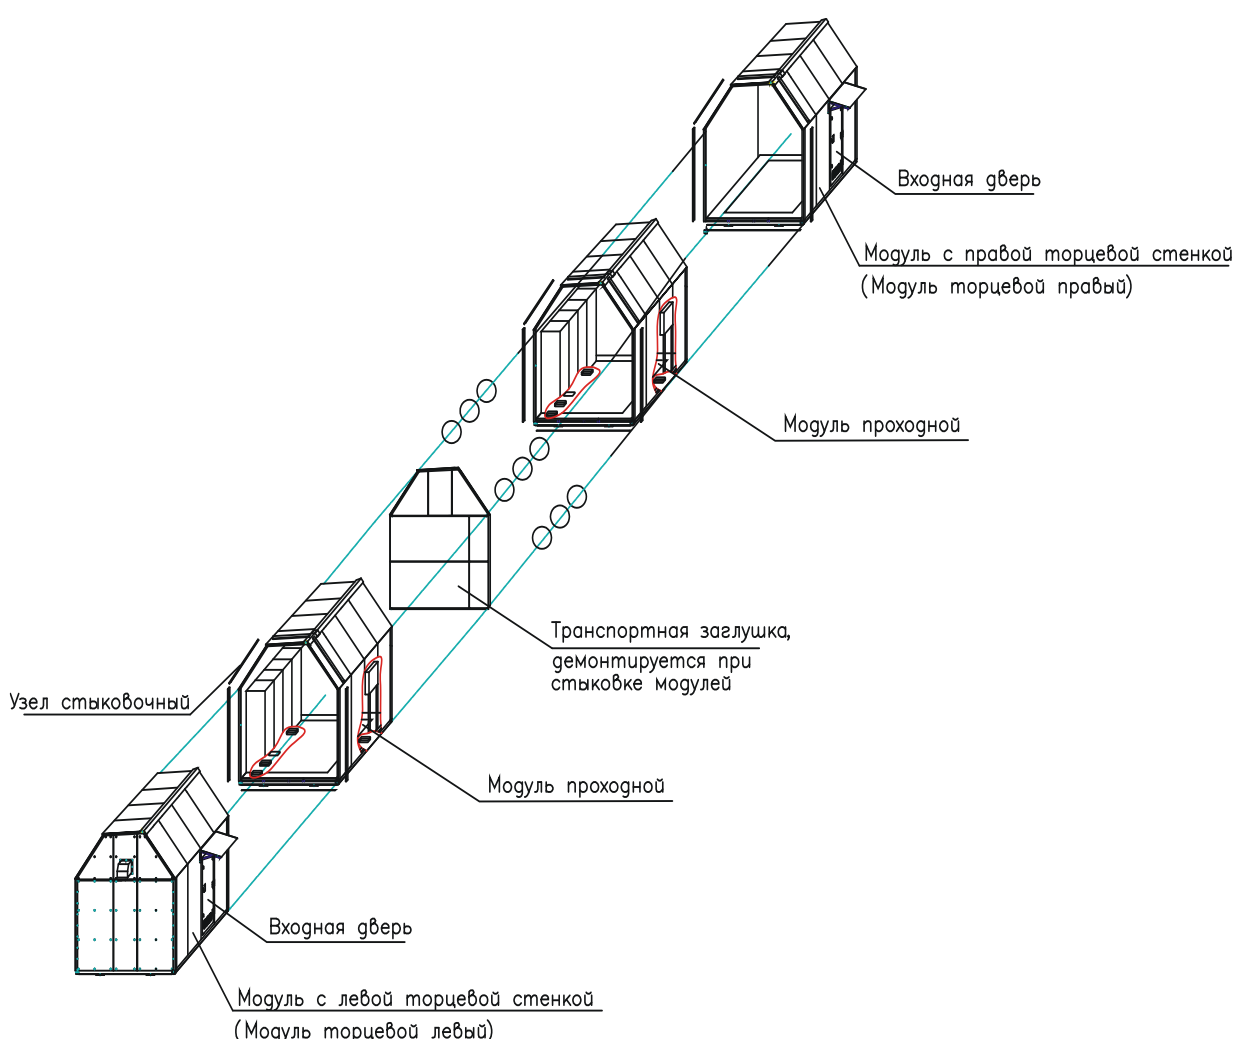 Входная дверь
Модуль с правой торцевой стенкой
(Модуль торцевой правый)
Модуль проходной
Транспортная заглушка,
демонтируется при
стыковке модулей
Узел стыковочный
Модуль проходной
Входная дверь
Модуль с левой торцевой стенкой
(Модуль торцевой левый)